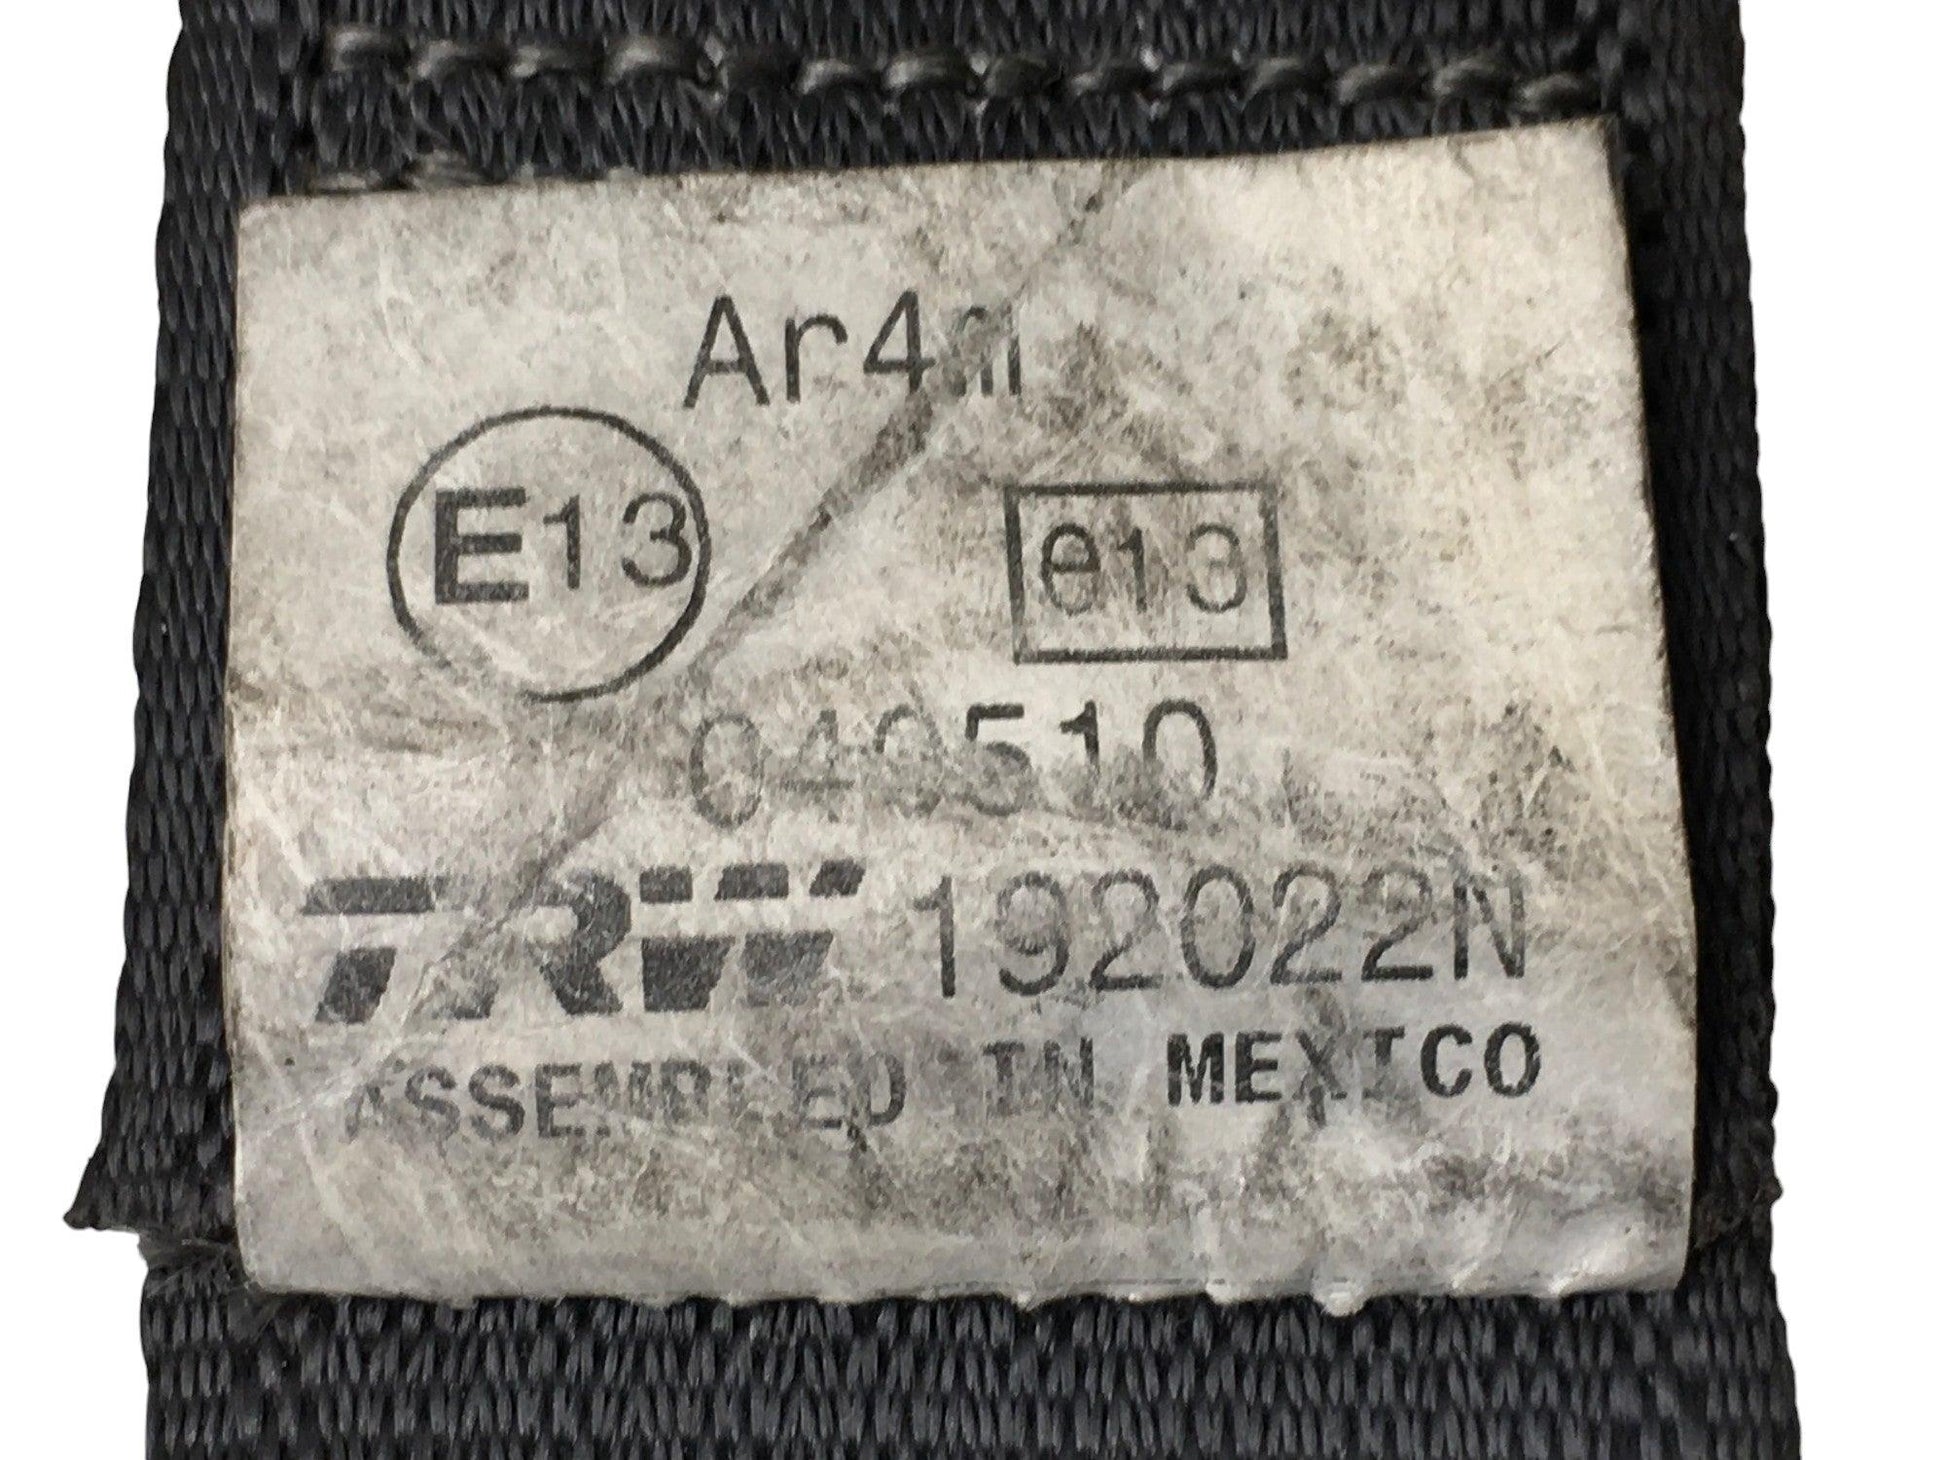 Ar4m
E13 e13
040510
TRW 192022N
ASSEMBLED IN MEXICO